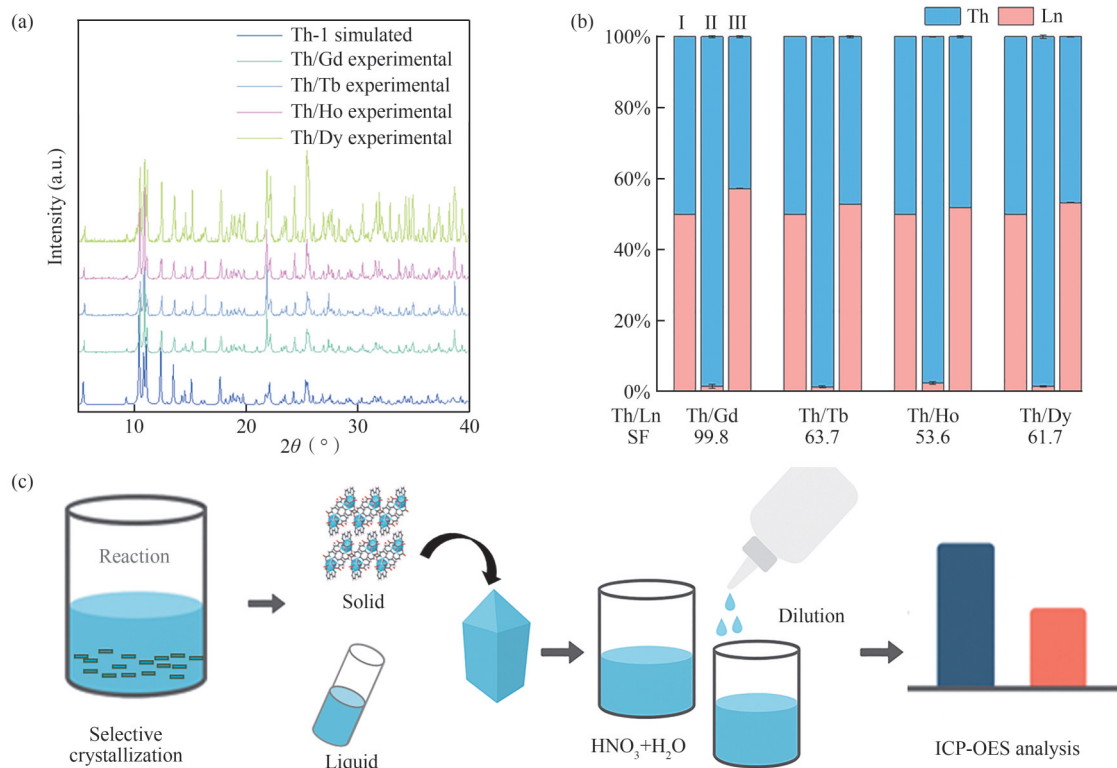 (a)
Th-1 simulated
Th/Gd experimental
Th/Tb experimental
Th/Ho experimental
Th/Dy experimental
Intensity (a.u.)
10 20 30 40
2θ (°)
(b)
I II III
Th Ln
100%
80%
60%
40%
20%
0%
Th/Ln Th/Gd Th/Tb Th/Ho Th/Dy
SF 99.8 63.7 53.6 61.7
(c)
Reaction
Selective
crystallization
Solid
Liquid
HNO₃+H₂O
Dilution
ICP-OES analysis